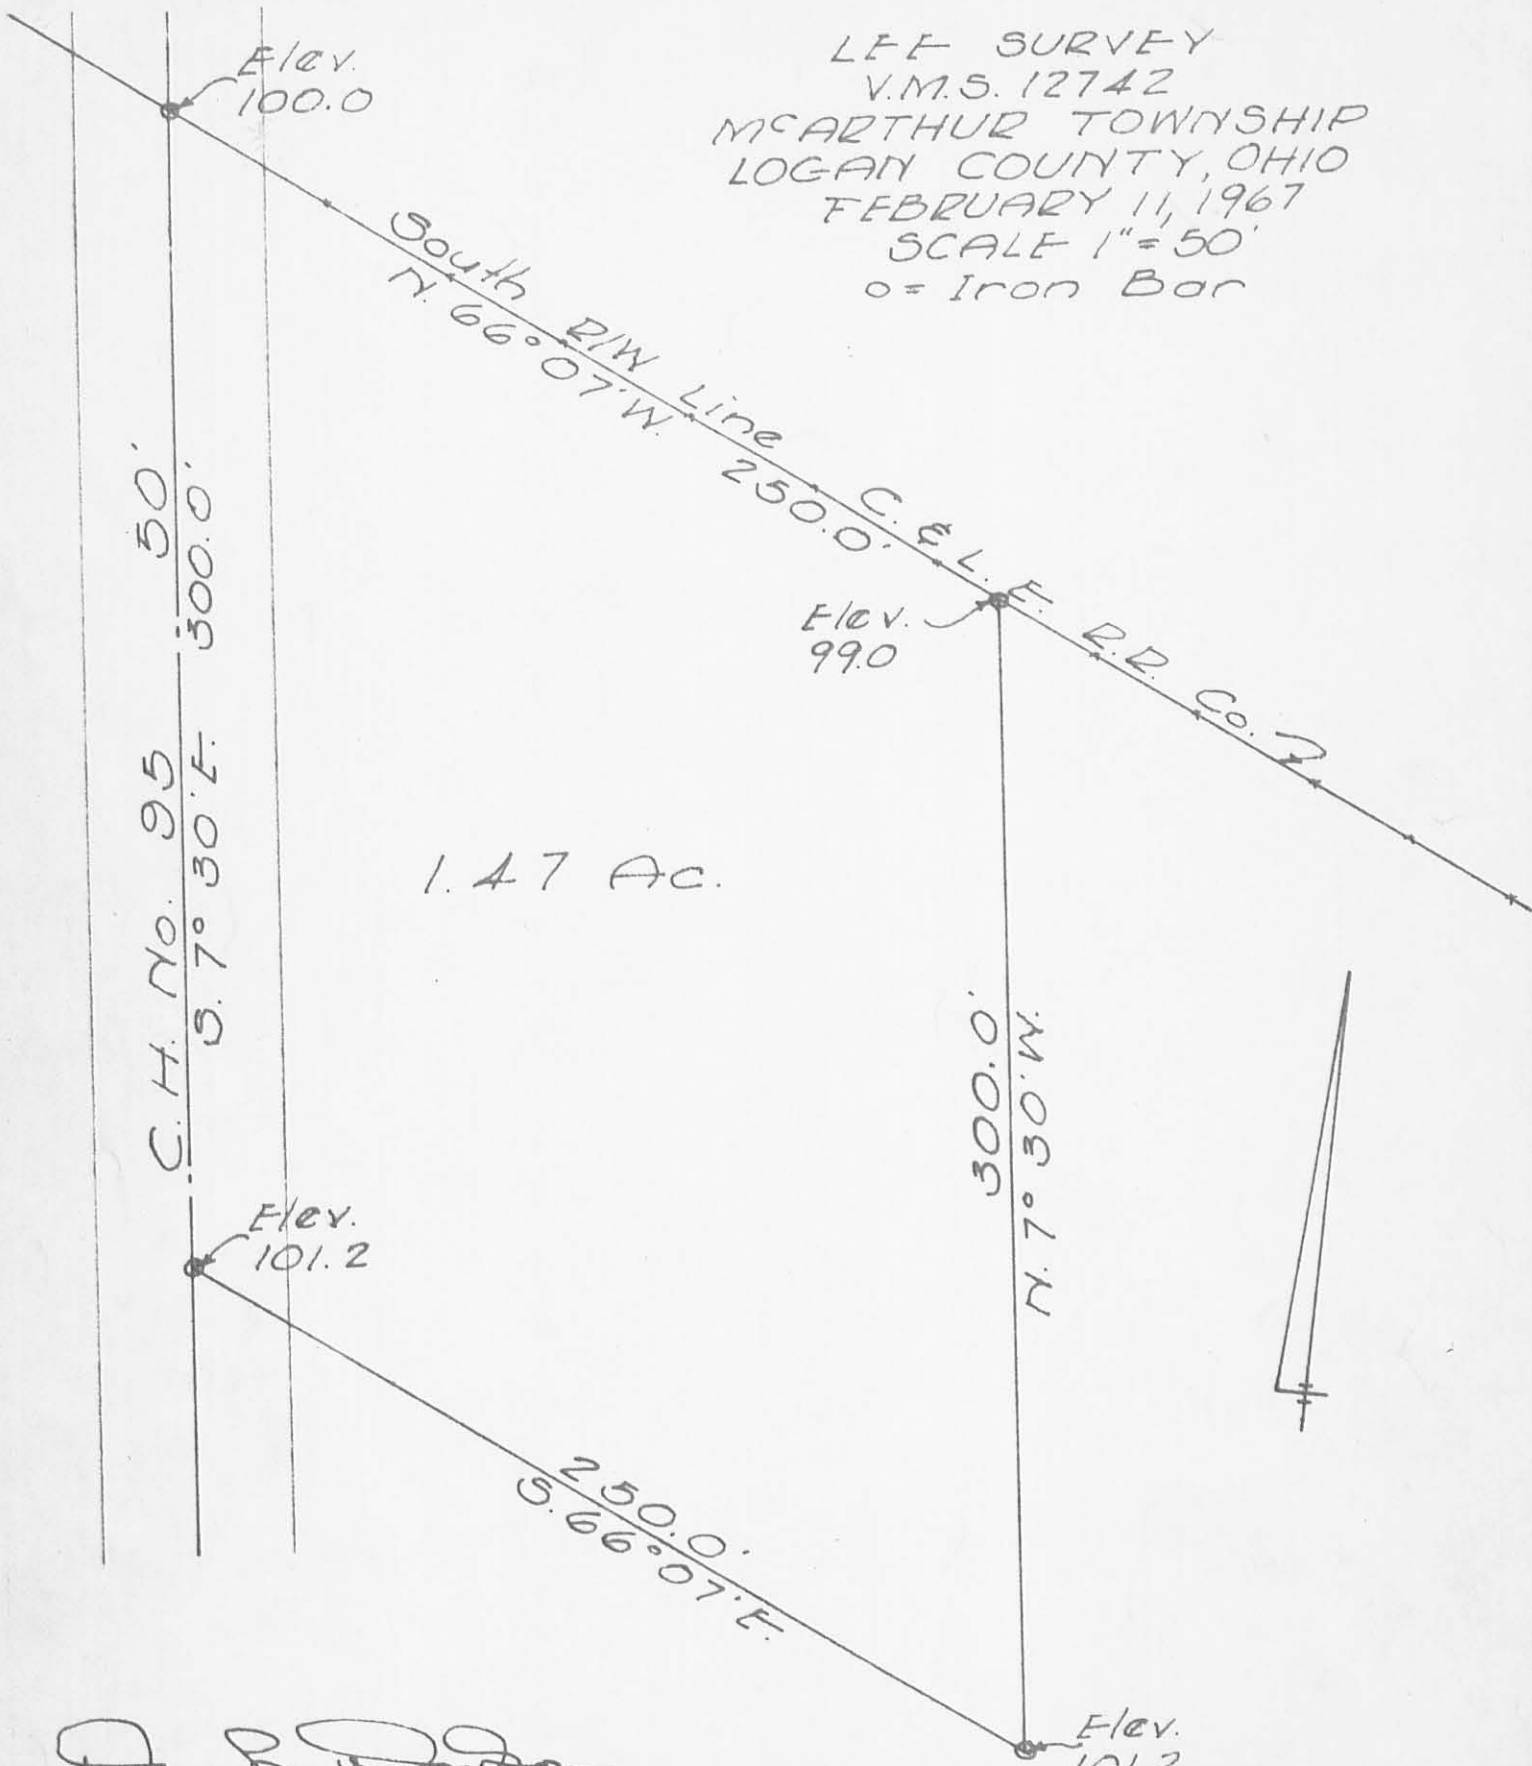 LEE SURVEY
V.M.S. 12742
McARTHUR TOWNSHIP
LOGAN COUNTY, OHIO
FEBRUARY 11, 1967
SCALE 1" = 50'
o = Iron Bar
Elev.
100.0
South R/W Line C. & L. E. R.R. Co.
N. 66° 07' W. 250.0'
Elev.
99.0
C. H. No. 95 50'
S. 7° 30' E. 300.0'
1.47 Ac.
300.0'
N. 7° 30' W.
Elev.
101.2
250.0'
S. 66° 07' E.
Elev.